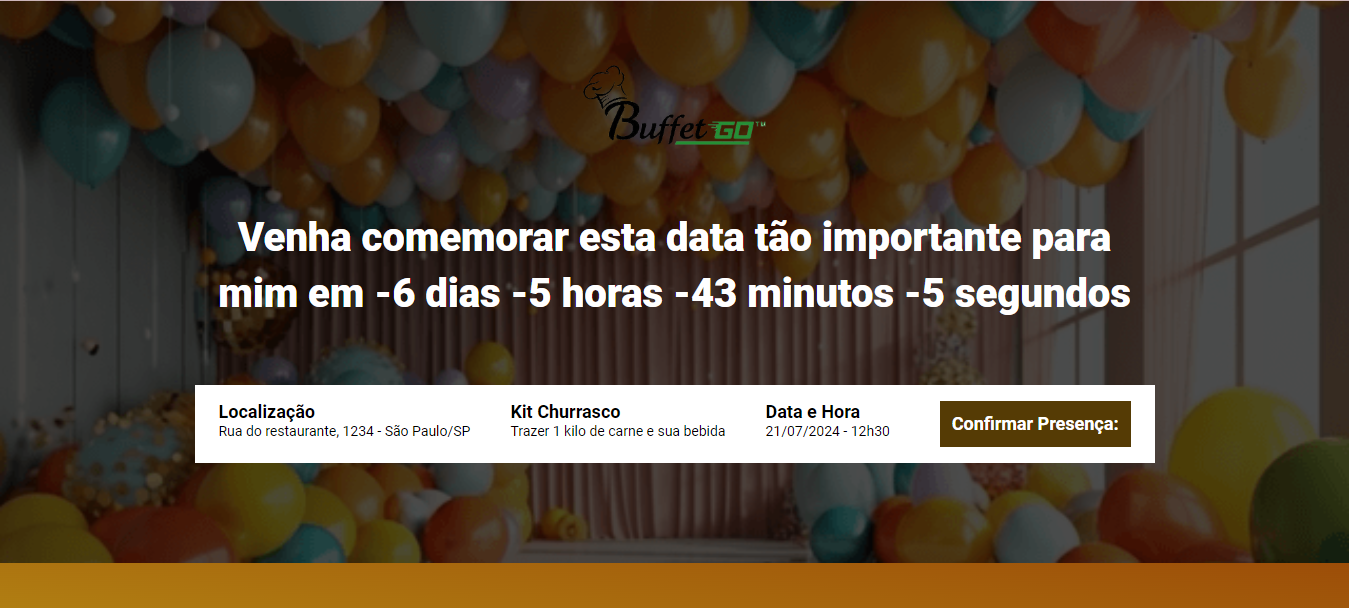 Buffet GO™
Venha comemorar esta data tão importante para
mim em -6 dias -5 horas -43 minutos -5 segundos
Localização
Rua do restaurante, 1234 - São Paulo/SP
Kit Churrasco
Trazer 1 kilo de carne e sua bebida
Data e Hora
21/07/2024 - 12h30
Confirmar Presença: